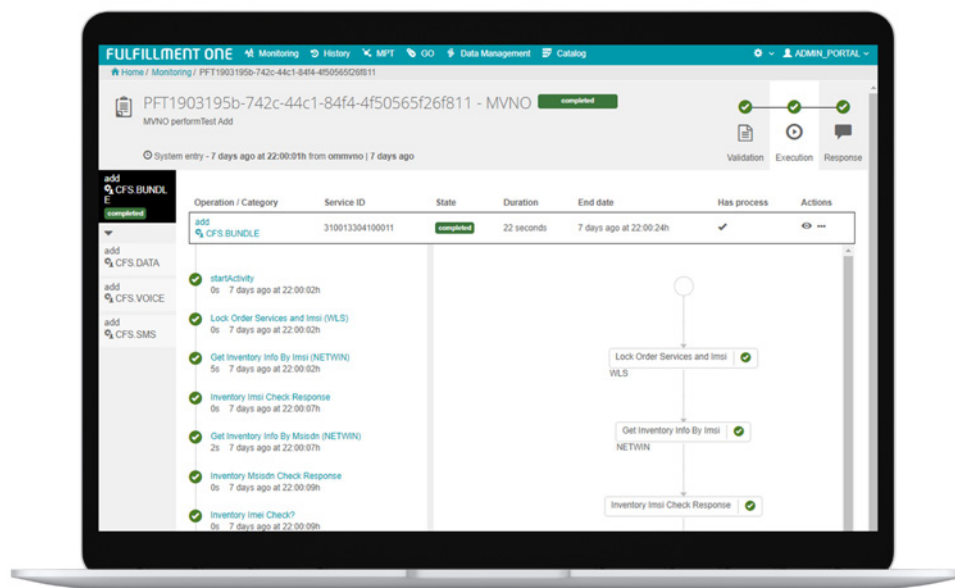 FULFILLMENT ONE Monitoring History MPT GO Data Management Catalog ADMIN_PORTAL
Home / Monitoring / PFT1903195b-742c-44c1-84f4-4f50565f26f811
PFT1903195b-742c-44c1-84f4-4f50565f26f811 - MVNO completed
MVNO performTest Add
System entry - 7 days ago at 22:00:01h from ommvno | 7 days ago
Validation Execution Response
add
CFS.BUNDL
E
completed
add
CFS.DATA
add
CFS.VOICE
add
CFS.SMS
Operation / Category Service ID State Duration End date Has process Actions
add
CFS.BUNDLE 310013304100011 completed 22 seconds 7 days ago at 22:00:24h
startActivity
0s 7 days ago at 22:00:02h
Lock Order Services and Imsi (WLS)
0s 7 days ago at 22:00:02h
Get Inventory Info By Imsi (NETWIN)
5s 7 days ago at 22:00:02h
Inventory Imsi Check Response
0s 7 days ago at 22:00:07h
Get Inventory Info By Msisdn (NETWIN)
2s 7 days ago at 22:00:07h
Inventory Msisdn Check Response
0s 7 days ago at 22:00:09h
Inventory Imei Check?
0s 7 days ago at 22:00:09h
Lock Order Services and Imsi
WLS
Get Inventory Info By Imsi
NETWIN
Inventory Imsi Check Response